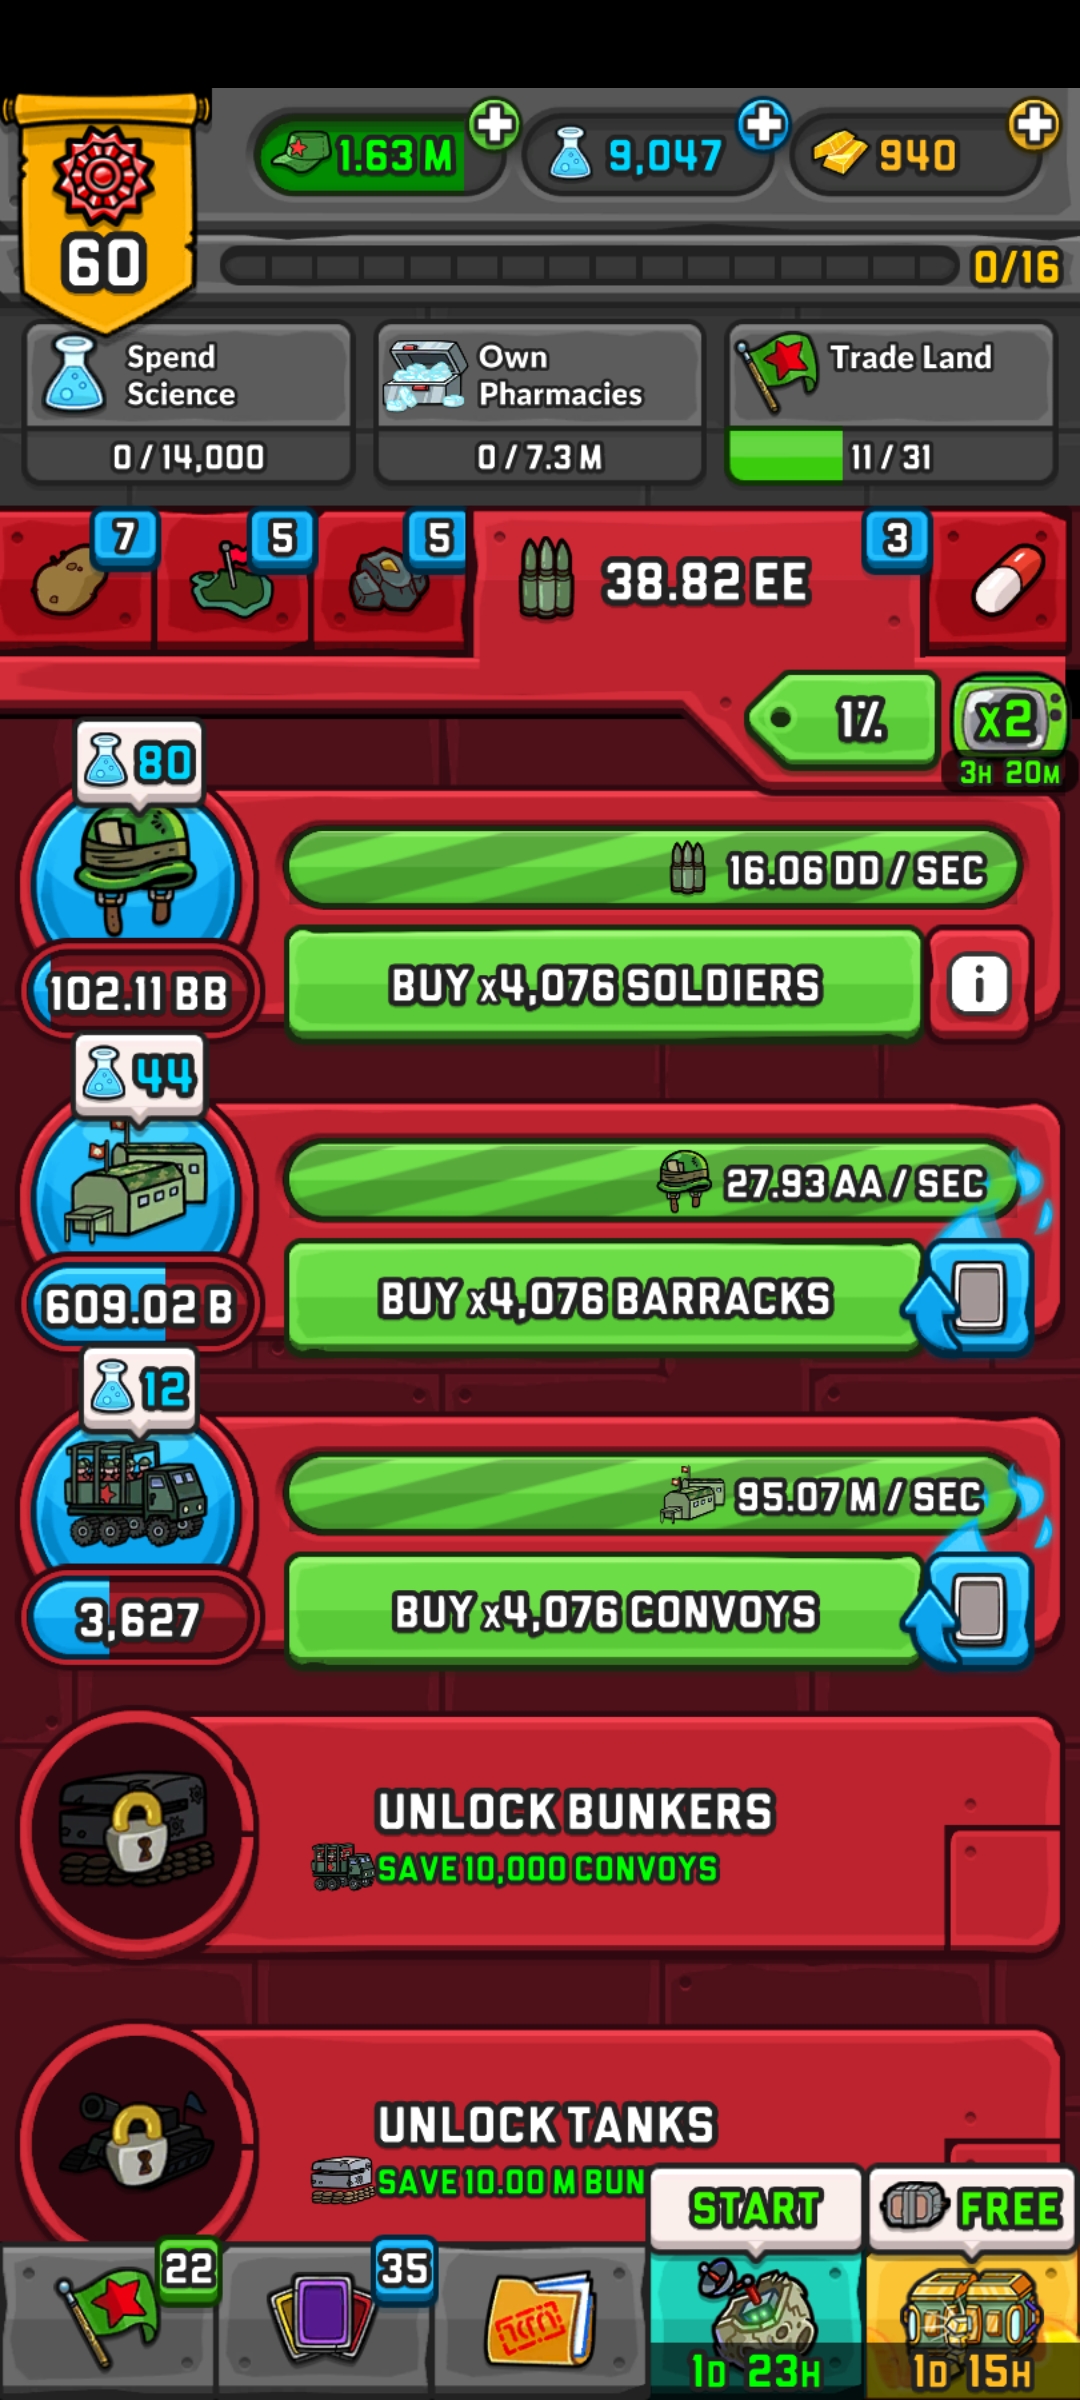 1.63 M
9,047
940
60
0/16
Spend
Science
Own
Pharmacies
Trade Land
0 / 14,000
0 / 7.3 M
11 / 31
7
5
5
38.82 EE
3
1%
x2
3H 20M
80
16.06 DD / SEC
102.11 BB
BUY x4,076 SOLDIERS
i
44
27.93 AA / SEC
609.02 B
BUY x4,076 BARRACKS
12
95.07 M / SEC
3,627
BUY x4,076 CONVOYS
UNLOCK BUNKERS
SAVE 10,000 CONVOYS
UNLOCK TANKS
SAVE 10.00 M BUN
START
FREE
22
35
1D 23H
1D 15H